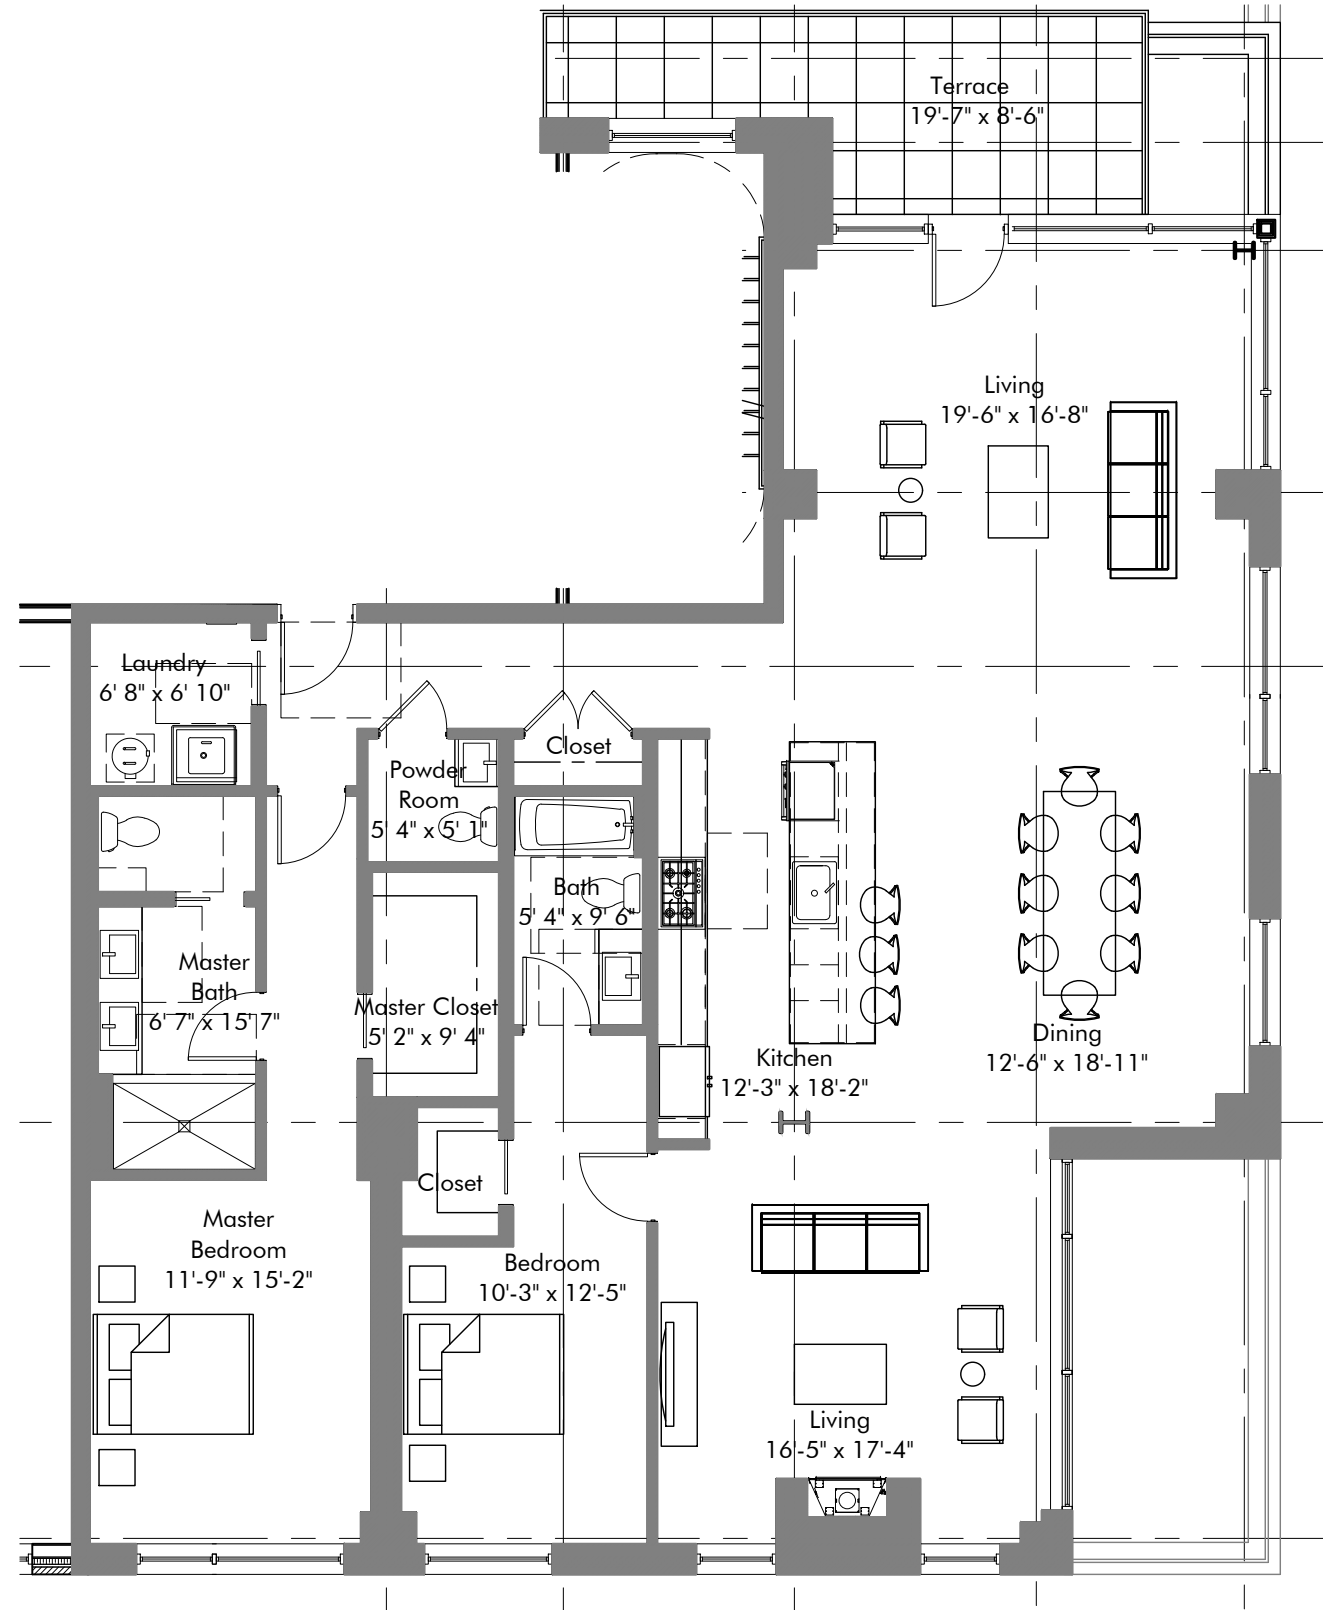 Terrace
19'-7" x 8'-6"
Living
19'-6" x 16'-8"
Laundry
6' 8" x 6' 10"
Closet
Powder
Room
5' 4" x 5' 1"
Bath
5' 4" x 9' 6"
Master
Bath
6' 7" x 15' 7"
Master Closet
5' 2" x 9' 4"
Kitchen
12'-3" x 18'-2"
Dining
12'-6" x 18'-11"
Closet
Master
Bedroom
11'-9" x 15'-2"
Bedroom
10'-3" x 12'-5"
Living
16'-5" x 17'-4"